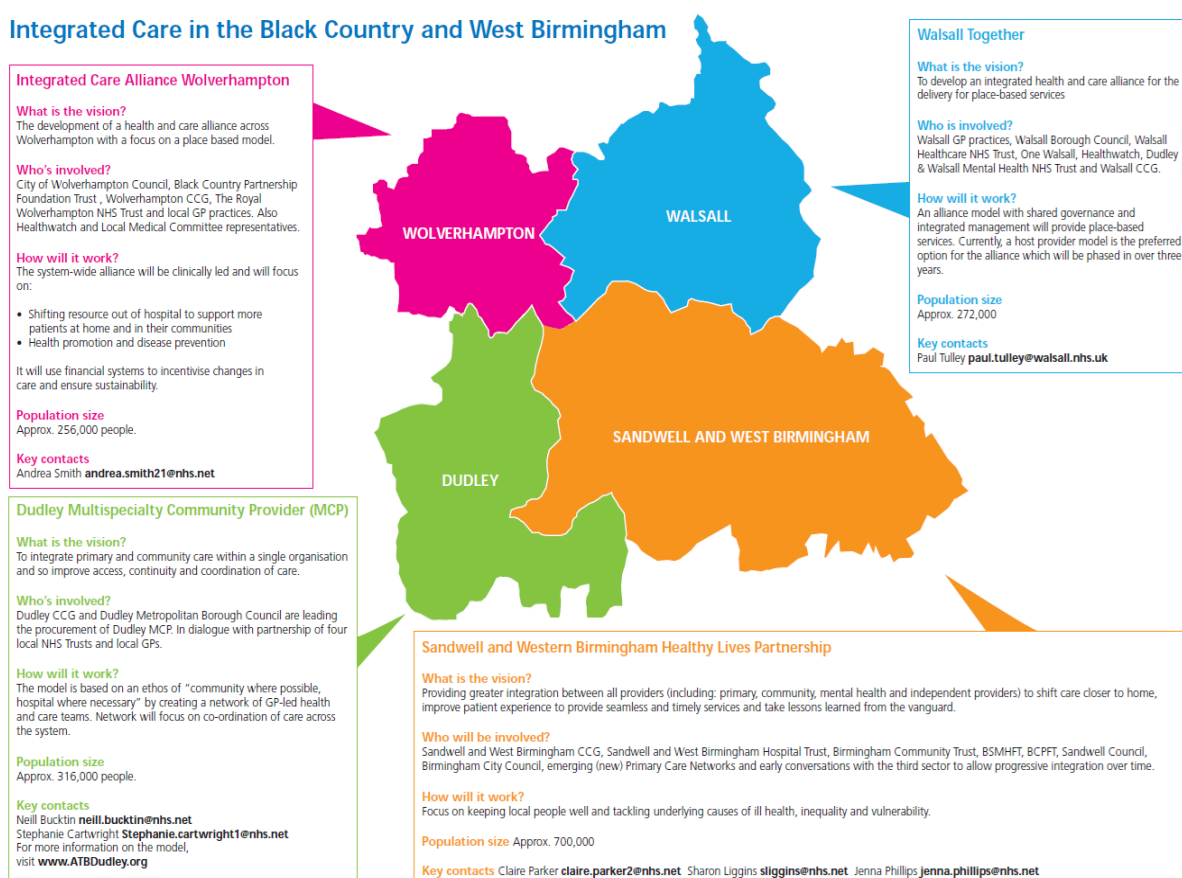 Integrated Care in the Black Country and West Birmingham
Integrated Care Alliance Wolverhampton
What is the vision?
The development of a health and care alliance across
Wolverhampton with a focus on a place based model.
Who's involved?
City of Wolverhampton Council, Black Country Partnership
Foundation Trust , Wolverhampton CCG, The Royal
Wolverhampton NHS Trust and local GP practices. Also
Healthwatch and Local Medical Committee representatives.
How will it work?
The system-wide alliance will be clinically led and will focus
on:
• Shifting resource out of hospital to support more
patients at home and in their communities
• Health promotion and disease prevention
It will use financial systems to incentivise changes in
care and ensure sustainability.
Population size
Approx. 256,000 people.
Key contacts
Andrea Smith andrea.smith21@nhs.net
WOLVERHAMPTON
WALSALL
DUDLEY
SANDWELL AND WEST BIRMINGHAM
Walsall Together
What is the vision?
To develop an integrated health and care alliance for the
delivery for place-based services
Who is involved?
Walsall GP practices, Walsall Borough Council, Walsall
Healthcare NHS Trust, One Walsall, Healthwatch, Dudley
& Walsall Mental Health NHS Trust and Walsall CCG.
How will it work?
An alliance model with shared governance and
integrated management will provide place-based
services. Currently, a host provider model is the preferred
option for the alliance which will be phased in over three
years.
Population size
Approx. 272,000
Key contacts
Paul Tulley paul.tulley@walsall.nhs.uk
Dudley Multispecialty Community Provider (MCP)
What is the vision?
To integrate primary and community care within a single organisation
and so improve access, continuity and coordination of care.
Who's involved?
Dudley CCG and Dudley Metropolitan Borough Council are leading
the procurement of Dudley MCP. In dialogue with partnership of four
local NHS Trusts and local GPs.
How will it work?
The model is based on an ethos of “community where possible,
hospital where necessary” by creating a network of GP-led health
and care teams. Network will focus on co-ordination of care across
the system.
Population size
Approx. 316,000 people.
Key contacts
Neill Bucktin neill.bucktin@nhs.net
Stephanie Cartwright Stephanie.cartwright1@nhs.net
For more information on the model,
visit www.ATBDudley.org
Sandwell and Western Birmingham Healthy Lives Partnership
What is the vision?
Providing greater integration between all providers (including: primary, community, mental health and independent providers) to shift care closer to home,
improve patient experience to provide seamless and timely services and take lessons learned from the vanguard.
Who will be involved?
Sandwell and West Birmingham CCG, Sandwell and West Birmingham Hospital Trust, Birmingham Community Trust, BSMHFT, BCPFT, Sandwell Council,
Birmingham City Council, emerging (new) Primary Care Networks and early conversations with the third sector to allow progressive integration over time.
How will it work?
Focus on keeping local people well and tackling underlying causes of ill health, inequality and vulnerability.
Population size Approx. 700,000
Key contacts Claire Parker claire.parker2@nhs.net Sharon Liggins sliggins@nhs.net Jenna Phillips jenna.phillips@nhs.net